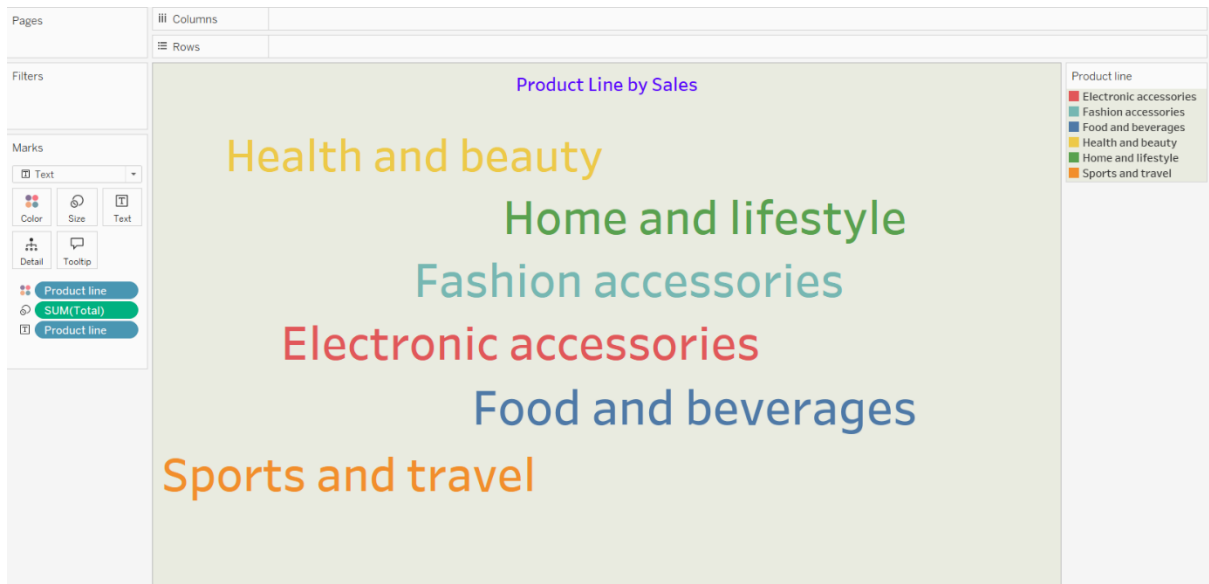 Pages
Columns
Rows
Filters
Marks
Text
Color Size Text
Detail Tooltip
Product line
SUM(Total)
Product line
Product Line by Sales
Health and beauty
Home and lifestyle
Fashion accessories
Electronic accessories
Food and beverages
Sports and travel
Product line
Electronic accessories
Fashion accessories
Food and beverages
Health and beauty
Home and lifestyle
Sports and travel